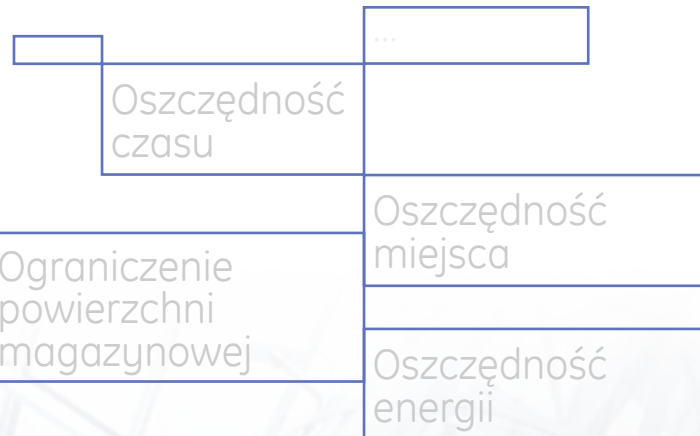 ...
Oszczędność
czasu
Oszczędność
miejsca
Ograniczenie
powierzchni
magazynowej
Oszczędność
energii